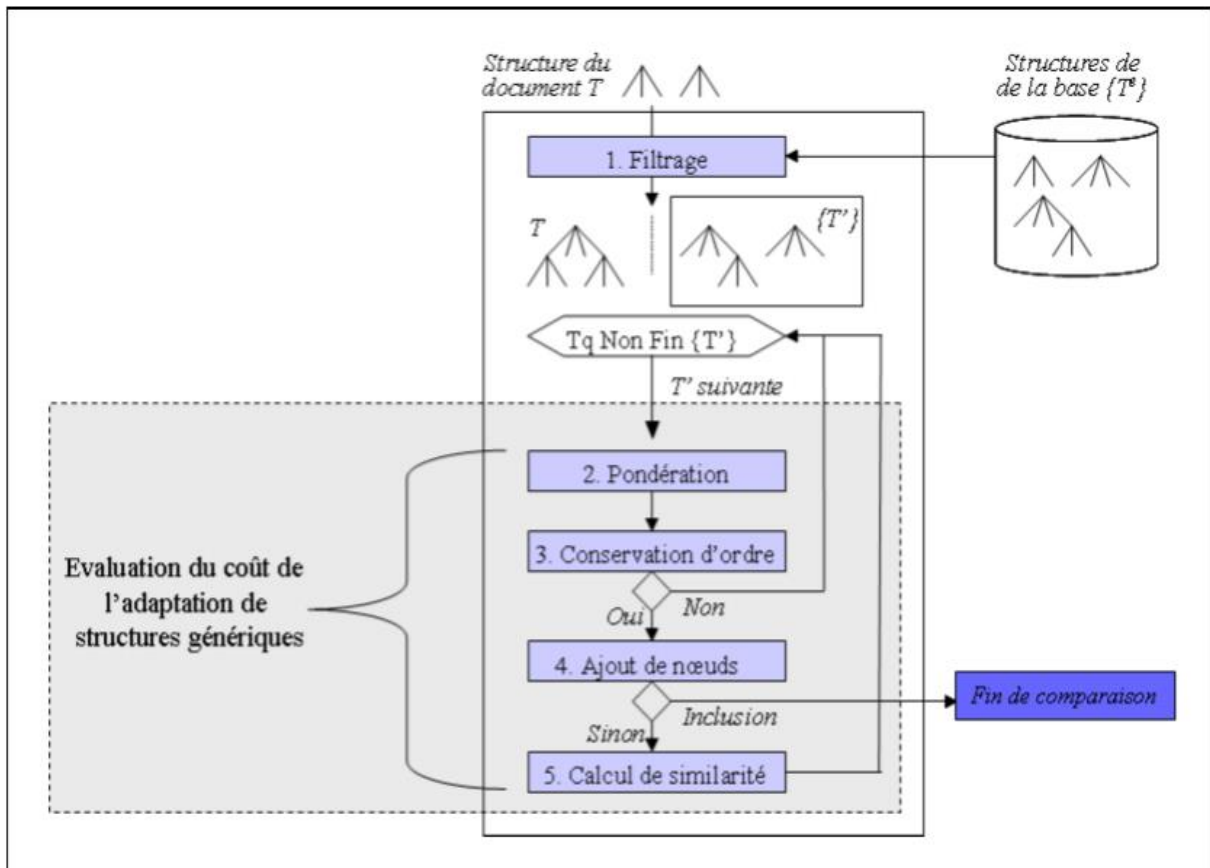 Structure du
document T
Structures de
de la base {Tᵍ}
1. Filtrage
T
{T'}
Tq Non Fin {T'}
T' suivante
2. Pondération
3. Conservation d'ordre
Non
Oui
4. Ajout de nœuds
Inclusion
Sinon
5. Calcul de similarité
Evaluation du coût de
l'adaptation de
structures génériques
Fin de comparaison